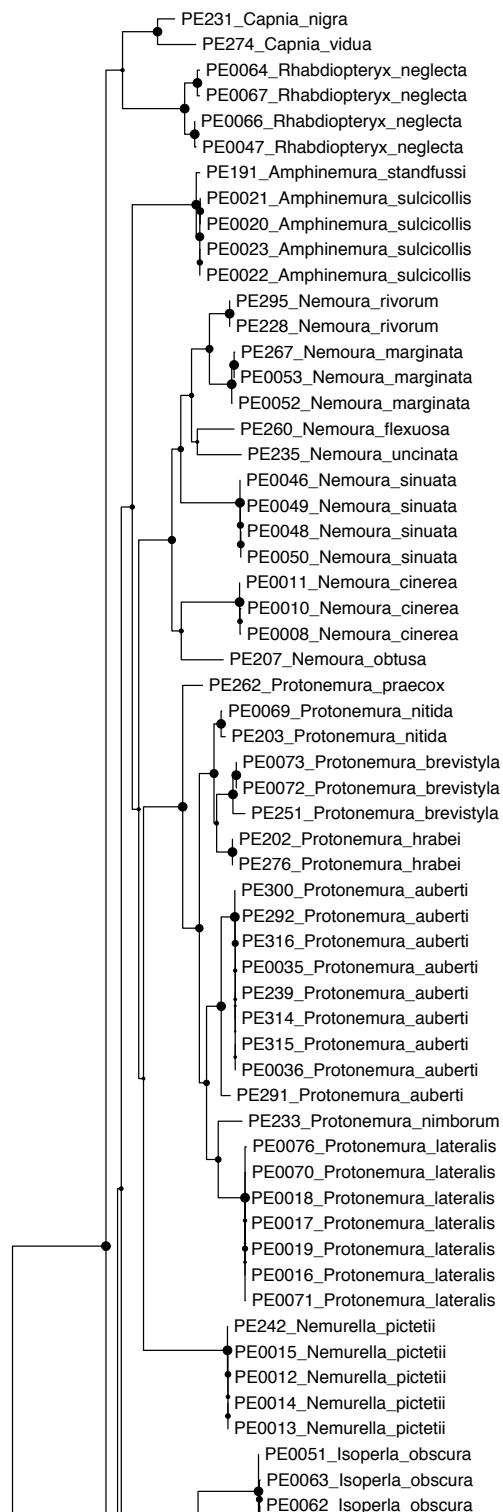 PE231_Capnia_nigra
PE274_Capnia_vidua
PE0064_Rhabdiopteryx_neglecta
PE0067_Rhabdiopteryx_neglecta
PE0066_Rhabdiopteryx_neglecta
PE0047_Rhabdiopteryx_neglecta
PE191_Amphinemura_standfussi
PE0021_Amphinemura_sulcicollis
PE0020_Amphinemura_sulcicollis
PE0023_Amphinemura_sulcicollis
PE0022_Amphinemura_sulcicollis
PE295_Nemoura_rivorum
PE228_Nemoura_rivorum
PE267_Nemoura_marginata
PE0053_Nemoura_marginata
PE0052_Nemoura_marginata
PE260_Nemoura_flexuosa
PE235_Nemoura_uncinata
PE0046_Nemoura_sinuata
PE0049_Nemoura_sinuata
PE0048_Nemoura_sinuata
PE0050_Nemoura_sinuata
PE0011_Nemoura_cinerea
PE0010_Nemoura_cinerea
PE0008_Nemoura_cinerea
PE207_Nemoura_obtusa
PE262_Protonemura_praecox
PE0069_Protonemura_nitida
PE203_Protonemura_nitida
PE0073_Protonemura_brevistyla
PE0072_Protonemura_brevistyla
PE251_Protonemura_brevistyla
PE202_Protonemura_hrabei
PE276_Protonemura_hrabei
PE300_Protonemura_auberti
PE292_Protonemura_auberti
PE316_Protonemura_auberti
PE0035_Protonemura_auberti
PE239_Protonemura_auberti
PE314_Protonemura_auberti
PE315_Protonemura_auberti
PE0036_Protonemura_auberti
PE291_Protonemura_auberti
PE233_Protonemura_nimborum
PE0076_Protonemura_lateralis
PE0070_Protonemura_lateralis
PE0018_Protonemura_lateralis
PE0017_Protonemura_lateralis
PE0019_Protonemura_lateralis
PE0016_Protonemura_lateralis
PE0071_Protonemura_lateralis
PE242_Nemurella_pictetii
PE0015_Nemurella_pictetii
PE0012_Nemurella_pictetii
PE0014_Nemurella_pictetii
PE0013_Nemurella_pictetii
PE0051_Isoperla_obscura
PE0063_Isoperla_obscura
PE0062_Isoperla_obscura